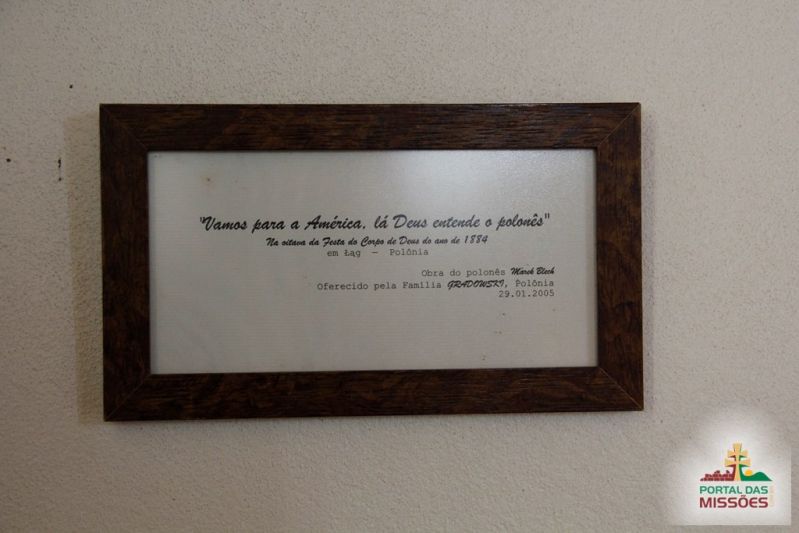 "Vamos para a América, lá Deus entende o polonês"
Na oitava da Festa do Corpo de Deus do ano de 1884
em Łąg – Polônia
Obra do polonês Marek Blech
Oferecido pela Família GRADOWSKI, Polônia
29.01.2005
PORTAL DAS
MISSÕES